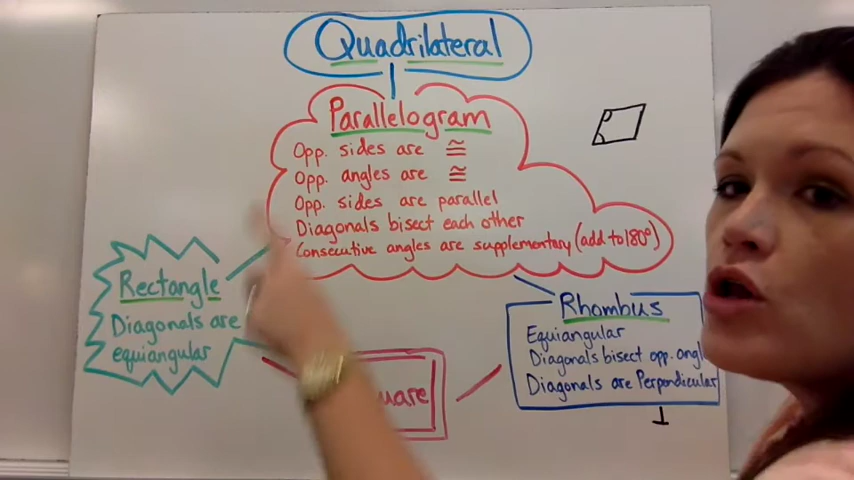 Quadrilateral
Parallelogram
Opp. sides are ≅
Opp. angles are ≅
Opp. sides are parallel
Diagonals bisect each other
Consecutive angles are supplementary (add to 180°)
Rectangle
Diagonals are
equiangular
Rhombus
Equiangular
Diagonals bisect opp.
Diagonals are Perpendicular
⊥